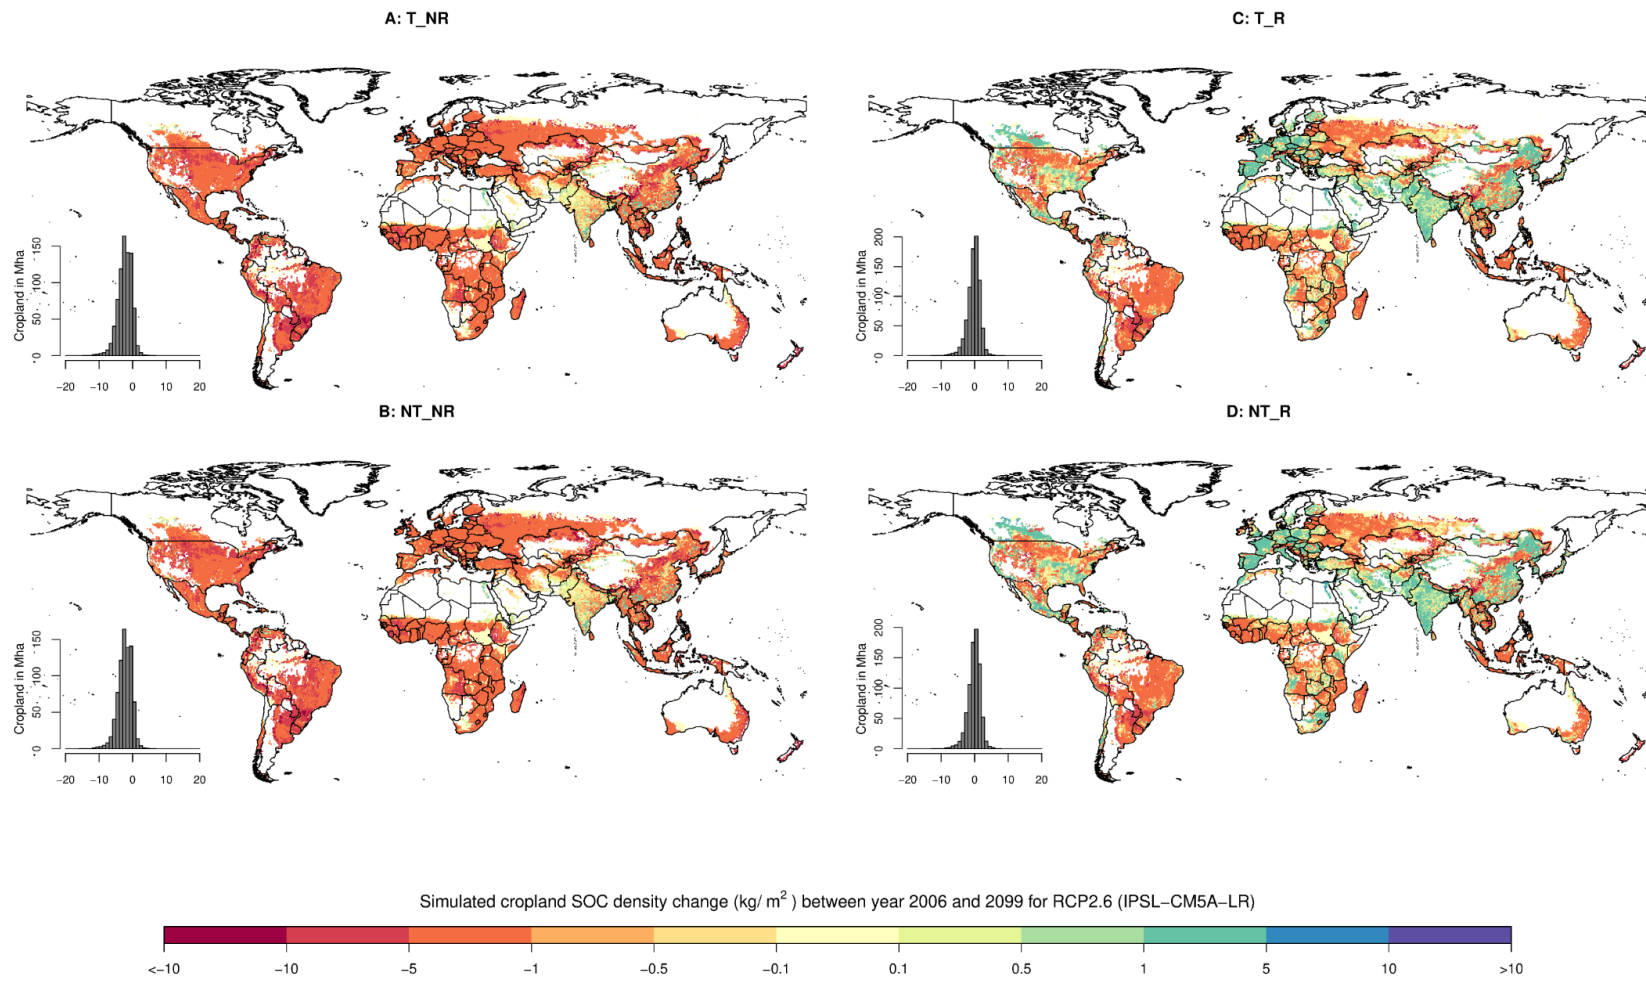 A: T_NR
C: T_R
Cropland in Mha
150
100
50
0
−20 −10 0 10 20
Cropland in Mha
200
150
100
50
0
−20 −10 0 10 20
B: NT_NR
D: NT_R
Cropland in Mha
150
100
50
0
−20 −10 0 10 20
Cropland in Mha
200
150
100
50
0
−20 −10 0 10 20
Simulated cropland SOC density change (kg/ m² ) between year 2006 and 2099 for RCP2.6 (IPSL−CM5A−LR)
<−10 −10 −5 −1 −0.5 −0.1 0.1 0.5 1 5 10 >10